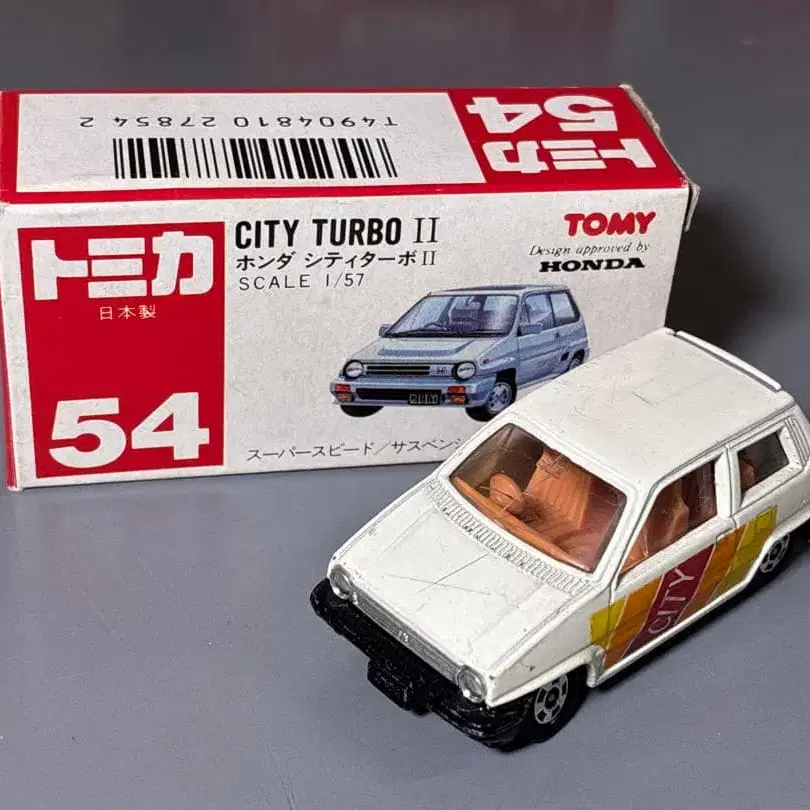 T4904810 27854 2
トミカ
54
トミカ
日本製
54
CITY TURBO II
ホンダ シティターボII
SCALE 1/57
TOMY
Design approved by
HONDA
CITY
スーパースピード/サスペン
CITY